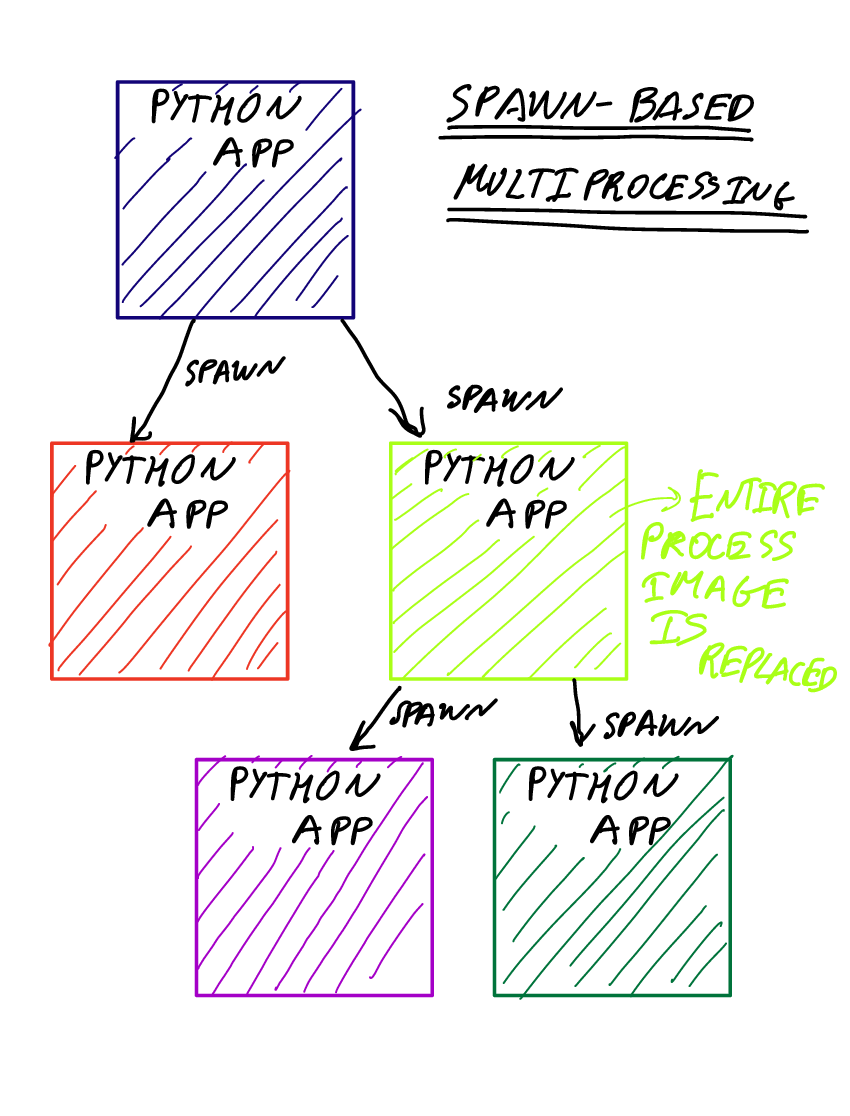 PYTHON
APP
SPAWN-BASED
MULTIPROCESSING
SPAWN
SPAWN
PYTHON
APP
PYTHON
APP
ENTIRE
PROCESS
IMAGE
IS
REPLACED
SPAWN
SPAWN
PYTHON
APP
PYTHON
APP